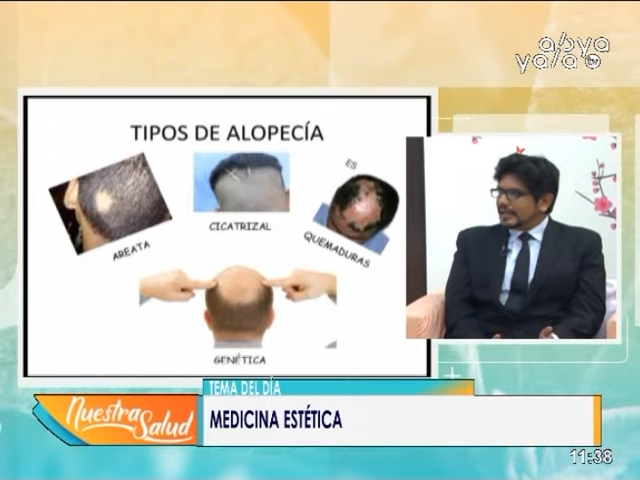 abya
yala tv
TIPOS DE ALOPECÍA
AREATA
CICATRIZAL
ES
QUEMADURAS
GENÉTICA
TEMA DEL DÍA
Nuestra
Salud
MEDICINA ESTÉTICA
11:38